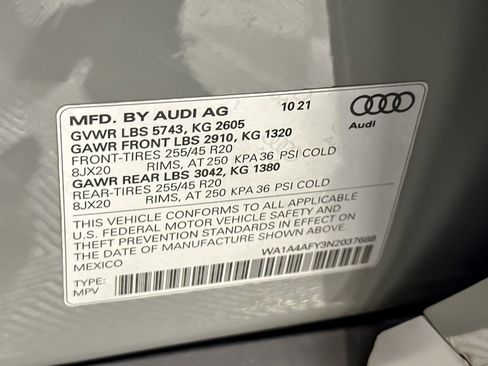 MFD. BY AUDI AG 10 21
GVWR LBS 5743, KG 2605
GAWR FRONT LBS 2910, KG 1320
FRONT-TIRES 255/45 R20
8JX20 RIMS, AT 250 KPA 36 PSI COLD
GAWR REAR LBS 3042, KG 1380
REAR-TIRES 255/45 R20
8JX20 RIMS, AT 250 KPA 36 PSI COLD
Audi
THIS VEHICLE CONFORMS TO ALL APPLICABLE
U.S. FEDERAL MOTOR VEHICLE SAFETY AND
THEFT PREVENTION STANDARDS IN EFFECT ON
THE DATE OF MANUFACTURE SHOWN ABOVE.
MEXICO WA1A4AFY3N2037688
TYPE:
MPV